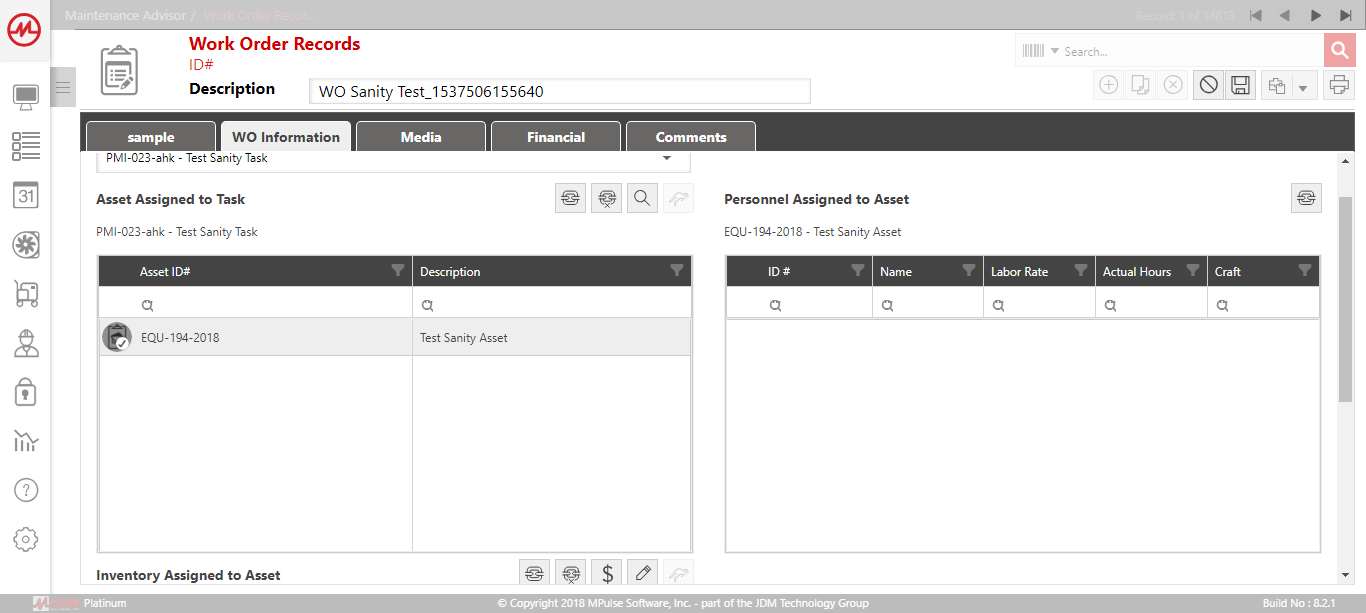 Maintenance Advisor / Work Order Recor...
Record: 1 of 14813
Work Order Records
ID#
Description
WO Sanity Test_1537506155640
Search...
sample
WO Information
Media
Financial
Comments
PMI-023-ahk - Test Sanity Task
Asset Assigned to Task
PMI-023-ahk - Test Sanity Task
Asset ID#
Description
EQU-194-2018
Test Sanity Asset
Personnel Assigned to Asset
EQU-194-2018 - Test Sanity Asset
ID #
Name
Labor Rate
Actual Hours
Craft
31
Inventory Assigned to Asset
$
?
Platinum
© Copyright 2018 MPulse Software, Inc. - part of the JDM Technology Group
Build No : 8.2.1